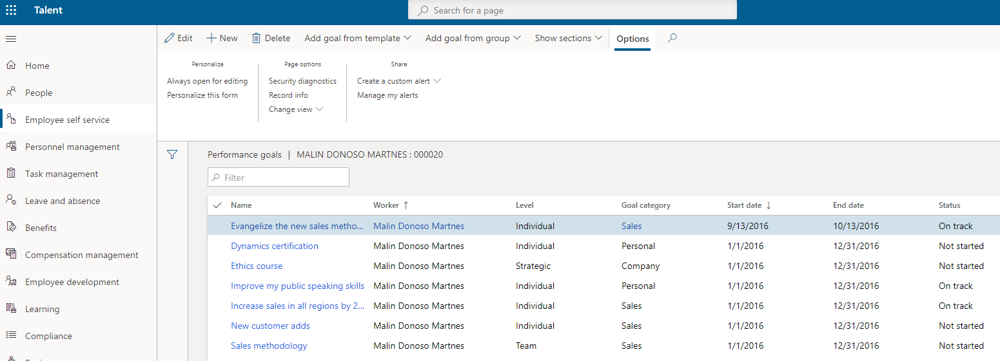 Talent
Search for a page
Edit New Delete Add goal from template Add goal from group Show sections Options
Home
People
Employee self service
Personnel management
Task management
Leave and absence
Benefits
Compensation management
Employee development
Learning
Compliance
Personalize
Always open for editing
Personalize this form
Page options
Security diagnostics
Record info
Change view
Share
Create a custom alert
Manage my alerts
Performance goals | MALIN DONOSO MARTNES : 000020
Filter
Name Worker Level Goal category Start date End date Status
Evangelize the new sales metho... Malin Donoso Martnes Individual Sales 9/13/2016 10/13/2016 On track
Dynamics certification Malin Donoso Martnes Individual Personal 1/1/2016 12/31/2016 Not started
Ethics course Malin Donoso Martnes Strategic Company 1/1/2016 12/31/2016 Not started
Improve my public speaking skills Malin Donoso Martnes Individual Personal 1/1/2016 12/31/2016 On track
Increase sales in all regions by 2... Malin Donoso Martnes Individual Sales 1/1/2016 12/31/2016 On track
New customer adds Malin Donoso Martnes Individual Sales 1/1/2016 12/31/2016 Not started
Sales methodology Malin Donoso Martnes Team Sales 1/1/2016 12/31/2016 Not started